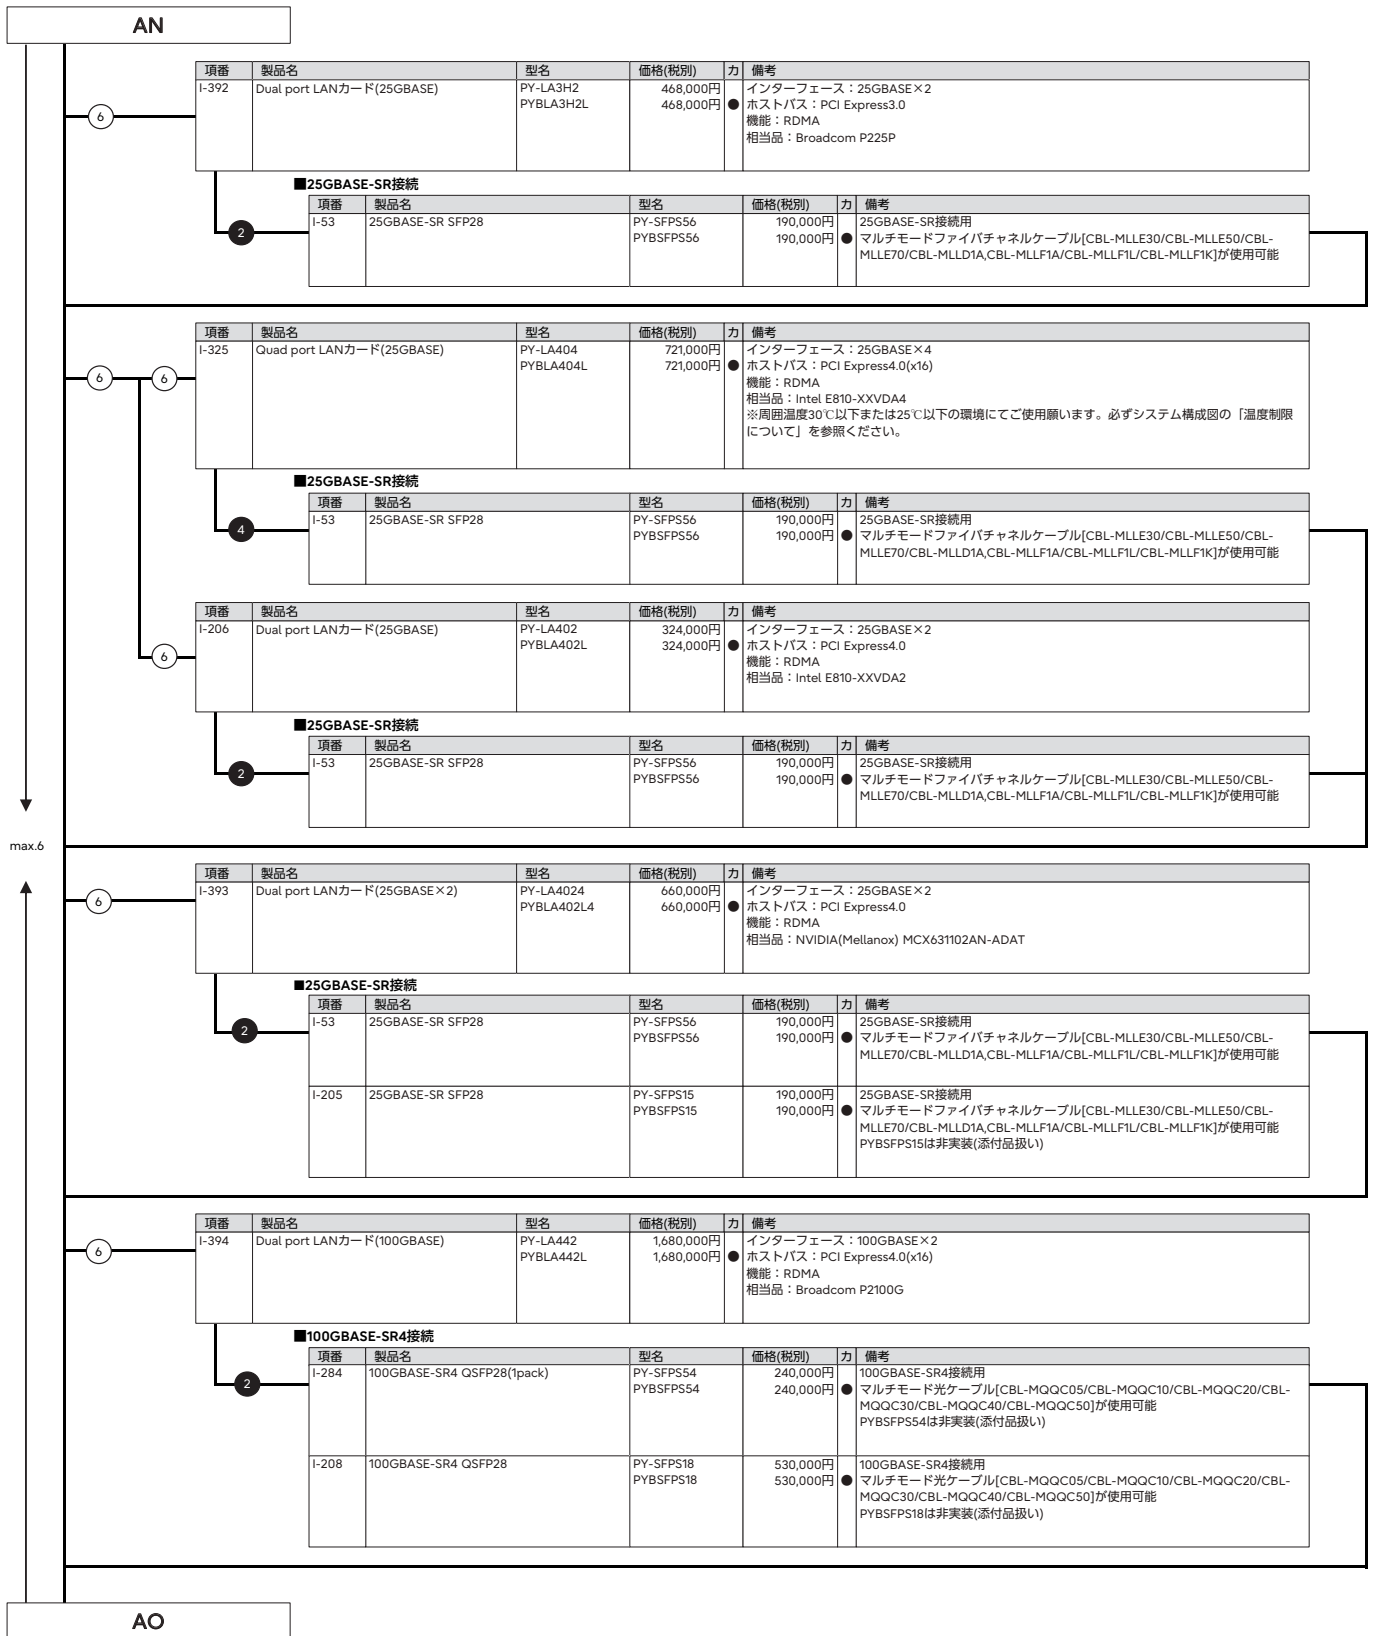 AN
項番 製品名 型名 価格(税別) カ 備考
I-392 Dual port LANカード(25GBASE) PY-LA3H2 468,000円 インターフェース：25GBASE×2
PYBLA3H2L 468,000円 ● ホストバス：PCI Express3.0
6
機能：RDMA
相当品：Broadcom P225P
■25GBASE-SR接続
項番 製品名 型名 価格(税別) カ 備考
I-53 25GBASE-SR SFP28 PY-SFPS56 190,000円 25GBASE-SR接続用
2
PYBSFPS56 190,000円 ● マルチモードファイバチャネルケーブル[CBL-MLLE30/CBL-MLLE50/CBL-
MLLE70/CBL-MLLD1A,CBL-MLLF1A/CBL-MLLF1L/CBL-MLLF1K]が使用可能
項番 製品名 型名 価格(税別) カ 備考
I-325 Quad port LANカード(25GBASE) PY-LA404 721,000円 インターフェース：25GBASE×4
PYBLA404L 721,000円 ● ホストバス：PCI Express4.0(x16)
6 6
機能：RDMA
相当品：Intel E810-XXVDA4
※周囲温度30℃以下または25℃以下の環境にてご使用願います。必ずシステム構成図の「温度制限
について」を参照ください。
■25GBASE-SR接続
項番 製品名 型名 価格(税別) カ 備考
I-53 25GBASE-SR SFP28 PY-SFPS56 190,000円 25GBASE-SR接続用
4
PYBSFPS56 190,000円 ● マルチモードファイバチャネルケーブル[CBL-MLLE30/CBL-MLLE50/CBL-
MLLE70/CBL-MLLD1A,CBL-MLLF1A/CBL-MLLF1L/CBL-MLLF1K]が使用可能
項番 製品名 型名 価格(税別) カ 備考
I-206 Dual port LANカード(25GBASE) PY-LA402 324,000円 インターフェース：25GBASE×2
PYBLA402L 324,000円 ● ホストバス：PCI Express4.0
6
機能：RDMA
相当品：Intel E810-XXVDA2
■25GBASE-SR接続
項番 製品名 型名 価格(税別) カ 備考
I-53 25GBASE-SR SFP28 PY-SFPS56 190,000円 25GBASE-SR接続用
2
PYBSFPS56 190,000円 ● マルチモードファイバチャネルケーブル[CBL-MLLE30/CBL-MLLE50/CBL-
MLLE70/CBL-MLLD1A,CBL-MLLF1A/CBL-MLLF1L/CBL-MLLF1K]が使用可能
max.6
項番 製品名 型名 価格(税別) カ 備考
I-393 Dual port LANカード(25GBASE×2) PY-LA4024 660,000円 インターフェース：25GBASE×2
PYBLA402L4 660,000円 ● ホストバス：PCI Express4.0
6
機能：RDMA
相当品：NVIDIA(Mellanox) MCX631102AN-ADAT
■25GBASE-SR接続
項番 製品名 型名 価格(税別) カ 備考
I-53 25GBASE-SR SFP28 PY-SFPS56 190,000円 25GBASE-SR接続用
2
PYBSFPS56 190,000円 ● マルチモードファイバチャネルケーブル[CBL-MLLE30/CBL-MLLE50/CBL-
MLLE70/CBL-MLLD1A,CBL-MLLF1A/CBL-MLLF1L/CBL-MLLF1K]が使用可能
I-205 25GBASE-SR SFP28 PY-SFPS15 190,000円 25GBASE-SR接続用
PYBSFPS15 190,000円 ● マルチモードファイバチャネルケーブル[CBL-MLLE30/CBL-MLLE50/CBL-
MLLE70/CBL-MLLD1A,CBL-MLLF1A/CBL-MLLF1L/CBL-MLLF1K]が使用可能
PYBSFPS15は非実装(添付品扱い)
項番 製品名 型名 価格(税別) カ 備考
I-394 Dual port LANカード(100GBASE) PY-LA442 1,680,000円 インターフェース：100GBASE×2
6
PYBLA442L 1,680,000円 ● ホストバス：PCI Express4.0(x16)
機能：RDMA
相当品：Broadcom P2100G
■100GBASE-SR4接続
項番 製品名 型名 価格(税別) カ 備考
I-284 100GBASE-SR4 QSFP28(1pack) PY-SFPS54 240,000円 100GBASE-SR4接続用
2
PYBSFPS54 240,000円 ● マルチモード光ケーブル[CBL-MQQC05/CBL-MQQC10/CBL-MQQC20/CBL-
MQQC30/CBL-MQQC40/CBL-MQQC50]が使用可能
PYBSFPS54は非実装(添付品扱い)
I-208 100GBASE-SR4 QSFP28 PY-SFPS18 530,000円 100GBASE-SR4接続用
PYBSFPS18 530,000円 ● マルチモード光ケーブル[CBL-MQQC05/CBL-MQQC10/CBL-MQQC20/CBL-
MQQC30/CBL-MQQC40/CBL-MQQC50]が使用可能
PYBSFPS18は非実装(添付品扱い)
AO